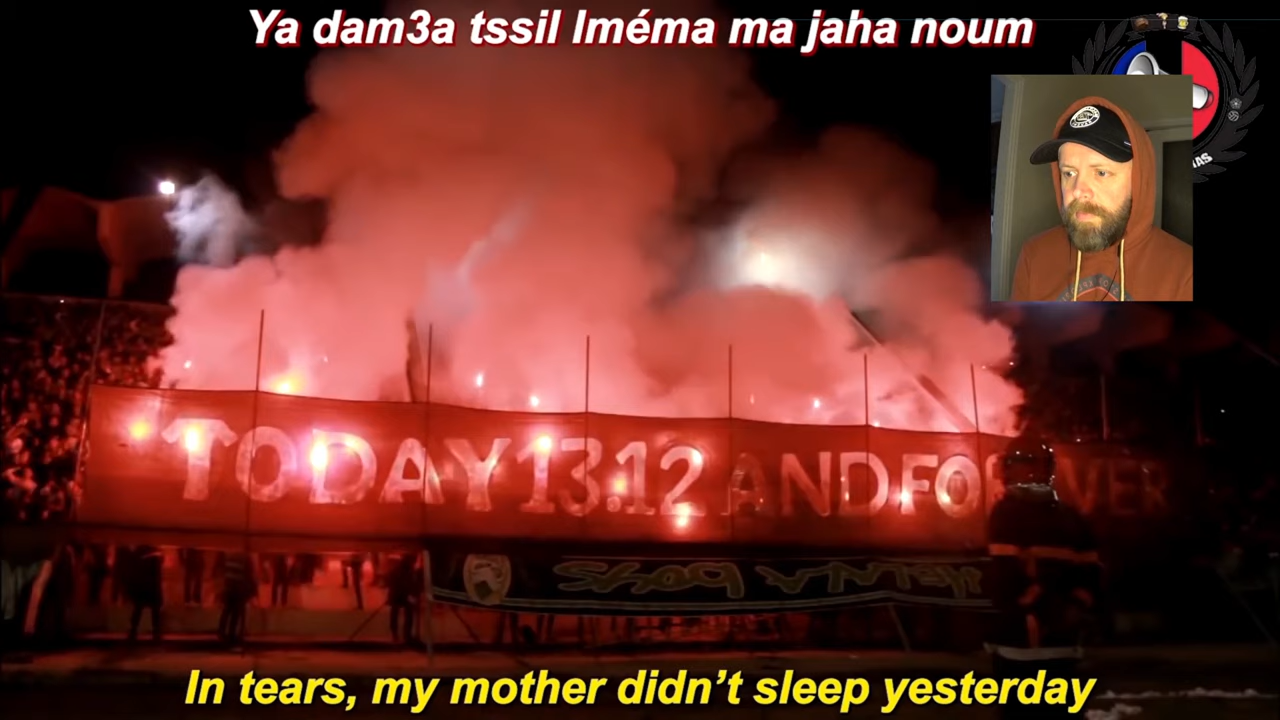 Ya dam3a tssil lméma ma jaha noum
TODAY 13.12 AND FOREVER
In tears, my mother didn’t sleep yesterday